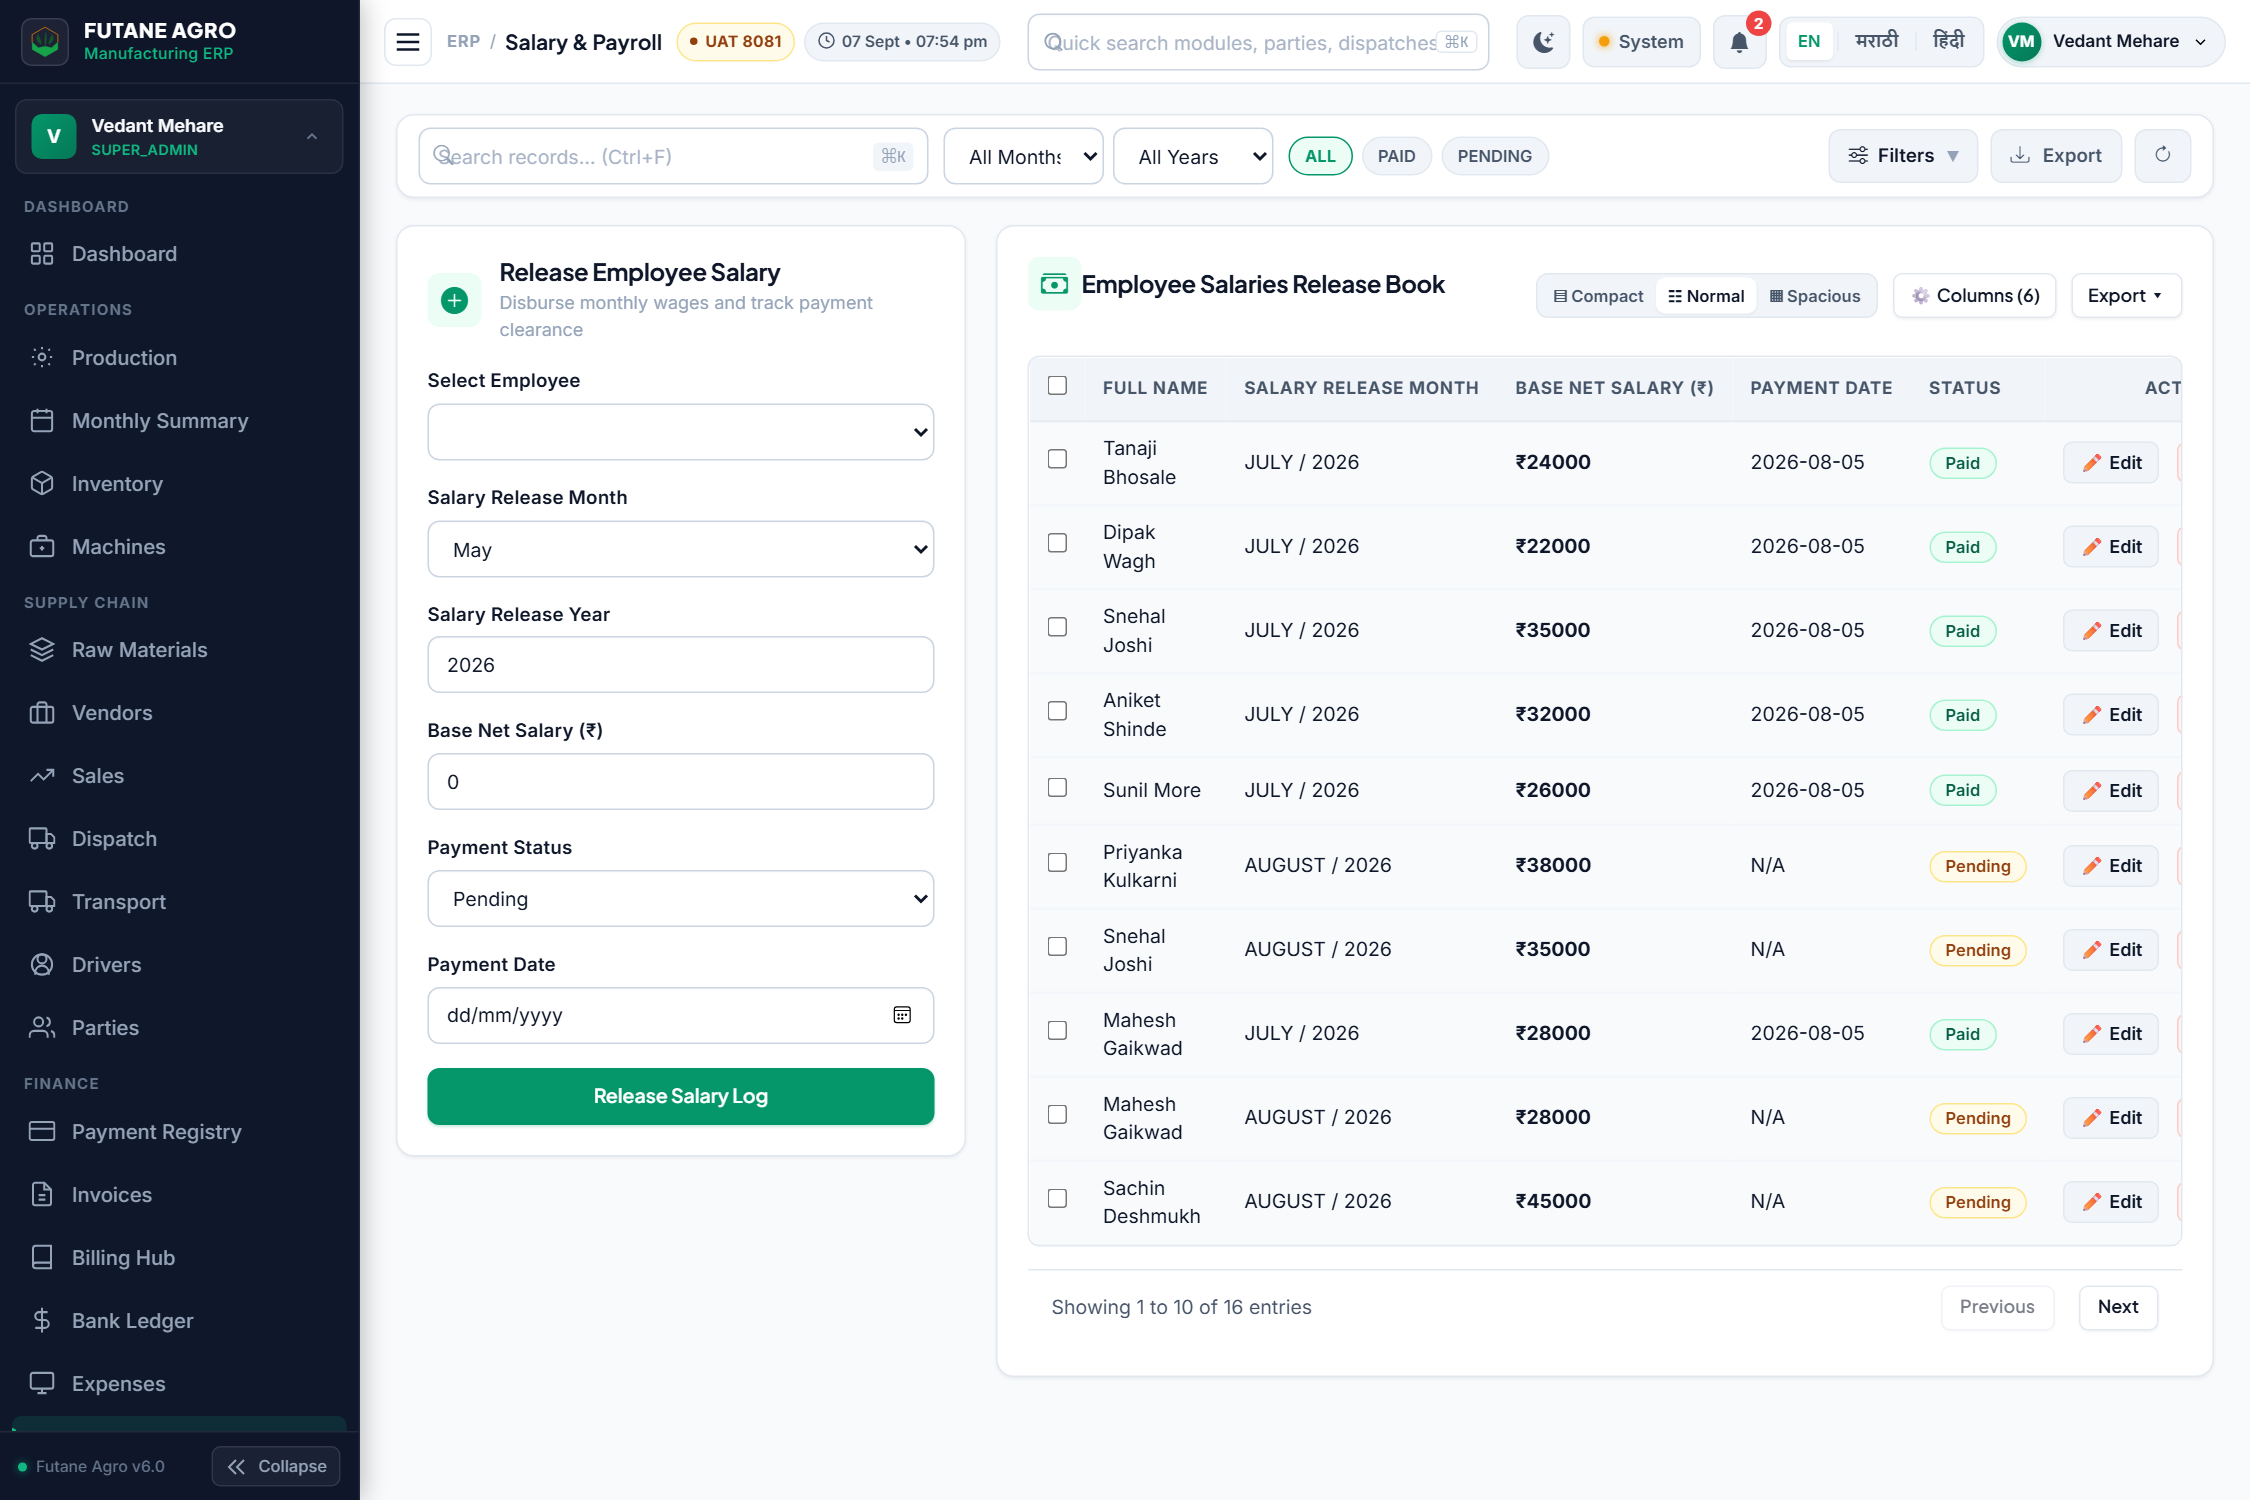 FUTANE AGRO
Manufacturing ERP
ERP / Salary & Payroll
UAT 8081
07 Sept • 07:54 pm
Quick search modules, parties, dispatches
⌘K
System
2
EN
मराठी
हिंदी
VM
Vedant Mehare
V
Vedant Mehare
SUPER_ADMIN
DASHBOARD
Dashboard
OPERATIONS
Production
Monthly Summary
Inventory
Machines
SUPPLY CHAIN
Raw Materials
Vendors
Sales
Dispatch
Transport
Drivers
Parties
FINANCE
Payment Registry
Invoices
Billing Hub
Bank Ledger
Expenses
Futane Agro v6.0
Collapse
Search records... (Ctrl+F)
⌘K
All Months
All Years
ALL
PAID
PENDING
Filters ▼
Export
Release Employee Salary
Disburse monthly wages and track payment
clearance
Select Employee
Salary Release Month
May
Salary Release Year
2026
Base Net Salary (₹)
0
Payment Status
Pending
Payment Date
dd/mm/yyyy
Release Salary Log
Employee Salaries Release Book
Compact
Normal
Spacious
Columns (6)
Export ▾
FULL NAME SALARY RELEASE MONTH BASE NET SALARY (₹) PAYMENT DATE STATUS ACT
Tanaji
Bhosale
JULY / 2026 ₹24000 2026-08-05 Paid Edit
Dipak
Wagh
JULY / 2026 ₹22000 2026-08-05 Paid Edit
Snehal
Joshi
JULY / 2026 ₹35000 2026-08-05 Paid Edit
Aniket
Shinde
JULY / 2026 ₹32000 2026-08-05 Paid Edit
Sunil More JULY / 2026 ₹26000 2026-08-05 Paid Edit
Priyanka
Kulkarni
AUGUST / 2026 ₹38000 N/A Pending Edit
Snehal
Joshi
AUGUST / 2026 ₹35000 N/A Pending Edit
Mahesh
Gaikwad
JULY / 2026 ₹28000 2026-08-05 Paid Edit
Mahesh
Gaikwad
AUGUST / 2026 ₹28000 N/A Pending Edit
Sachin
Deshmukh
AUGUST / 2026 ₹45000 N/A Pending Edit
Showing 1 to 10 of 16 entries
Previous
Next